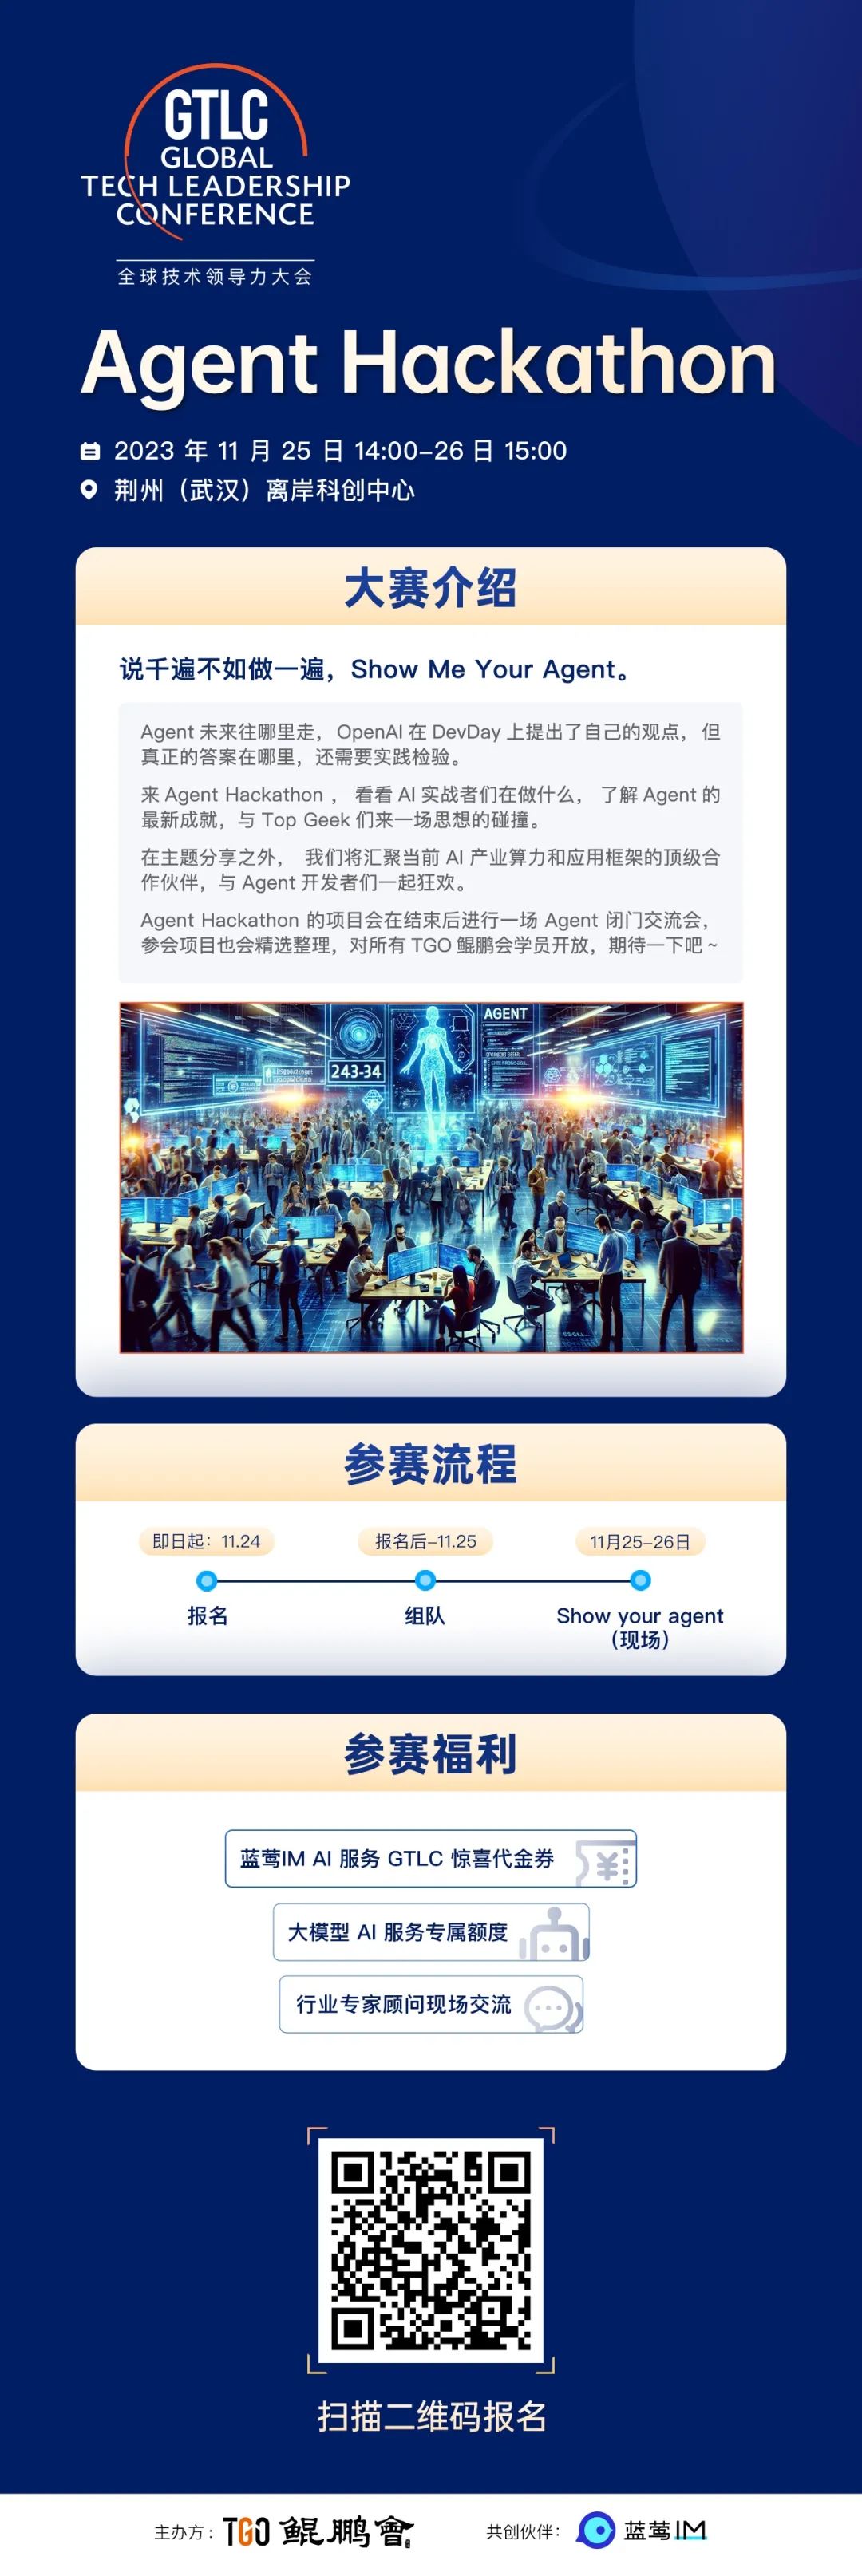 GTLC
GLOBAL
TECH LEADERSHIP
CONFERENCE
全球技术领导力大会
Agent Hackathon
2023 年 11 月 25 日 14:00-26 日 15:00
荆州（武汉）离岸科创中心
大赛介绍
说千遍不如做一遍，Show Me Your Agent。
Agent 未来往哪里走，OpenAI 在 DevDay 上提出了自己的观点，但
真正的答案在哪里，还需要实践检验。
来 Agent Hackathon ， 看看 AI 实战者们在做什么， 了解 Agent 的
最新成就，与 Top Geek 们来一场思想的碰撞。
在主题分享之外， 我们将汇聚当前 AI 产业算力和应用框架的顶级合
作伙伴，与 Agent 开发者们一起狂欢。
Agent Hackathon 的项目会在结束后进行一场 Agent 闭门交流会，
参会项目也会精选整理，对所有 TGO 鲲鹏会学员开放，期待一下吧 ~
AGENT
243-34
参赛流程
即日起：11.24
报名后-11.25
11月25-26日
报名
组队
Show your agent
（现场）
参赛福利
蓝莺IM AI 服务 GTLC 惊喜代金券
大模型 AI 服务专属额度
行业专家顾问现场交流
扫描二维码报名
主办方：TGO 鲲鹏會
共创伙伴：蓝莺IM